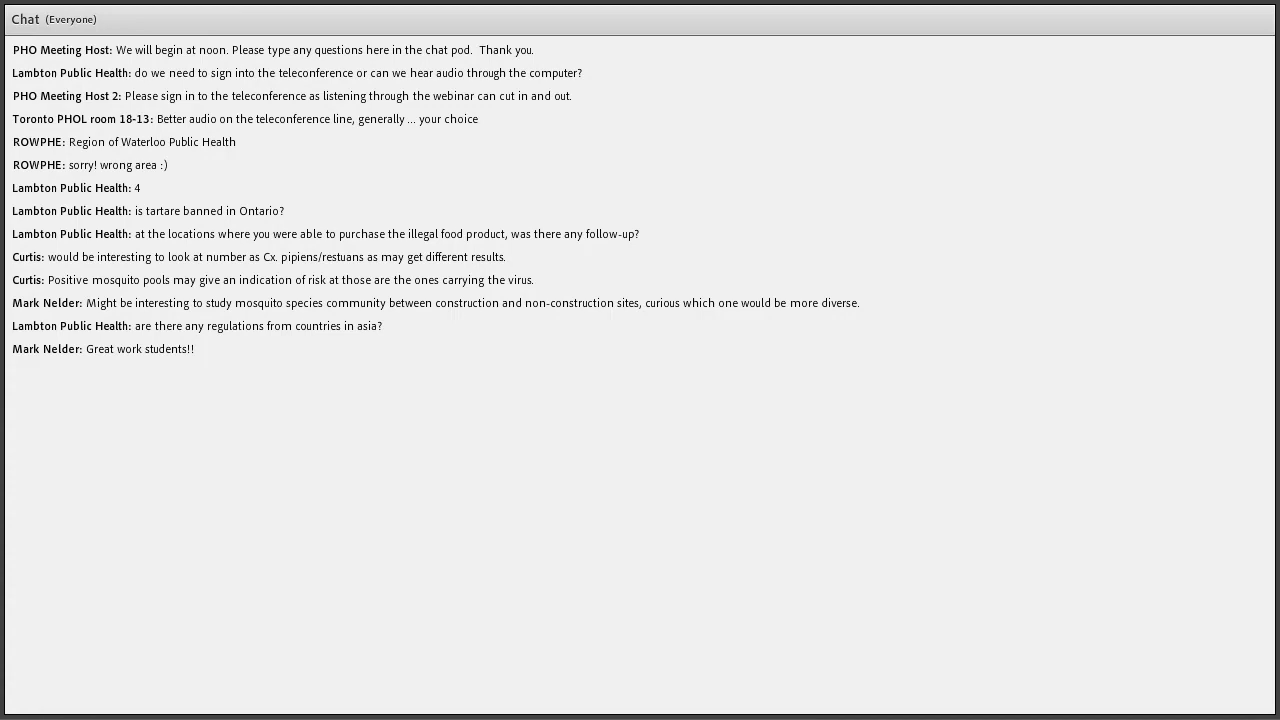 Chat (Everyone)
PHO Meeting Host: We will begin at noon. Please type any questions here in the chat pod.  Thank you.
Lambton Public Health: do we need to sign into the teleconference or can we hear audio through the computer?
PHO Meeting Host 2: Please sign in to the teleconference as listening through the webinar can cut in and out.
Toronto PHOL room 18-13: Better audio on the teleconference line, generally ... your choice
ROWPHE: Region of Waterloo Public Health
ROWPHE: sorry! wrong area :)
Lambton Public Health: 4
Lambton Public Health: is tartare banned in Ontario?
Lambton Public Health: at the locations where you were able to purchase the illegal food product, was there any follow-up?
Curtis: would be interesting to look at number as Cx. pipiens/restuans as may get different results.
Curtis: Positive mosquito pools may give an indication of risk at those are the ones carrying the virus.
Mark Nelder: Might be interesting to study mosquito species community between construction and non-construction sites, curious which one would be more diverse.
Lambton Public Health: are there any regulations from countries in asia?
Mark Nelder: Great work students!!